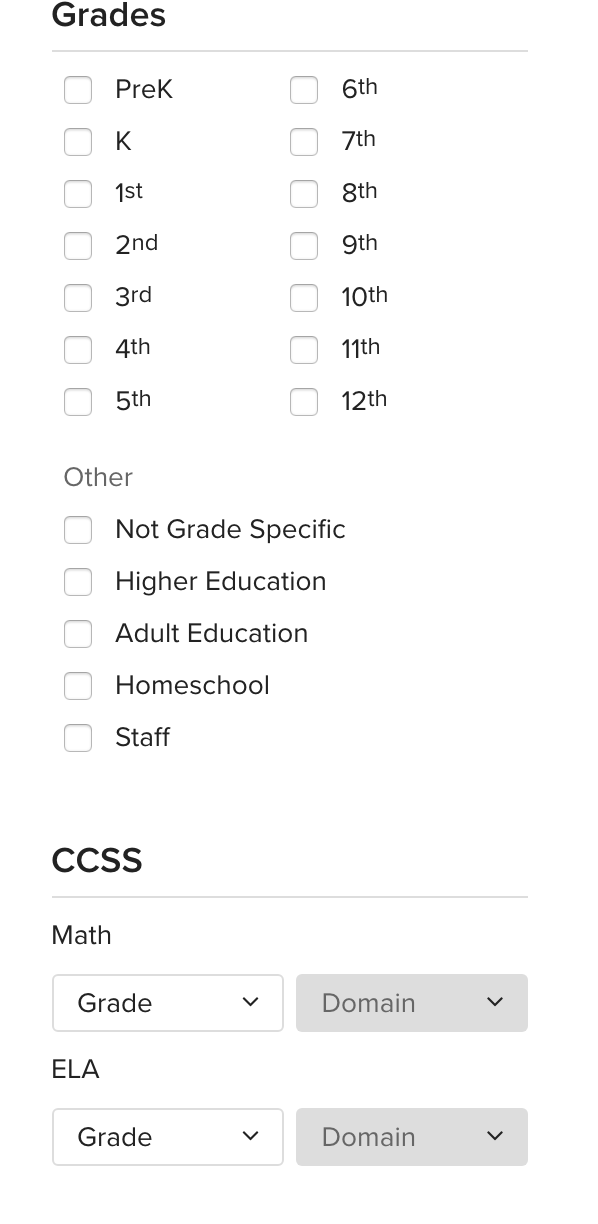 Grades
PreK
K
1st
2nd
3rd
4th
5th
6th
7th
8th
9th
10th
11th
12th
Other
Not Grade Specific
Higher Education
Adult Education
Homeschool
Staff
CCSS
Math
Grade
Domain
ELA
Grade
Domain